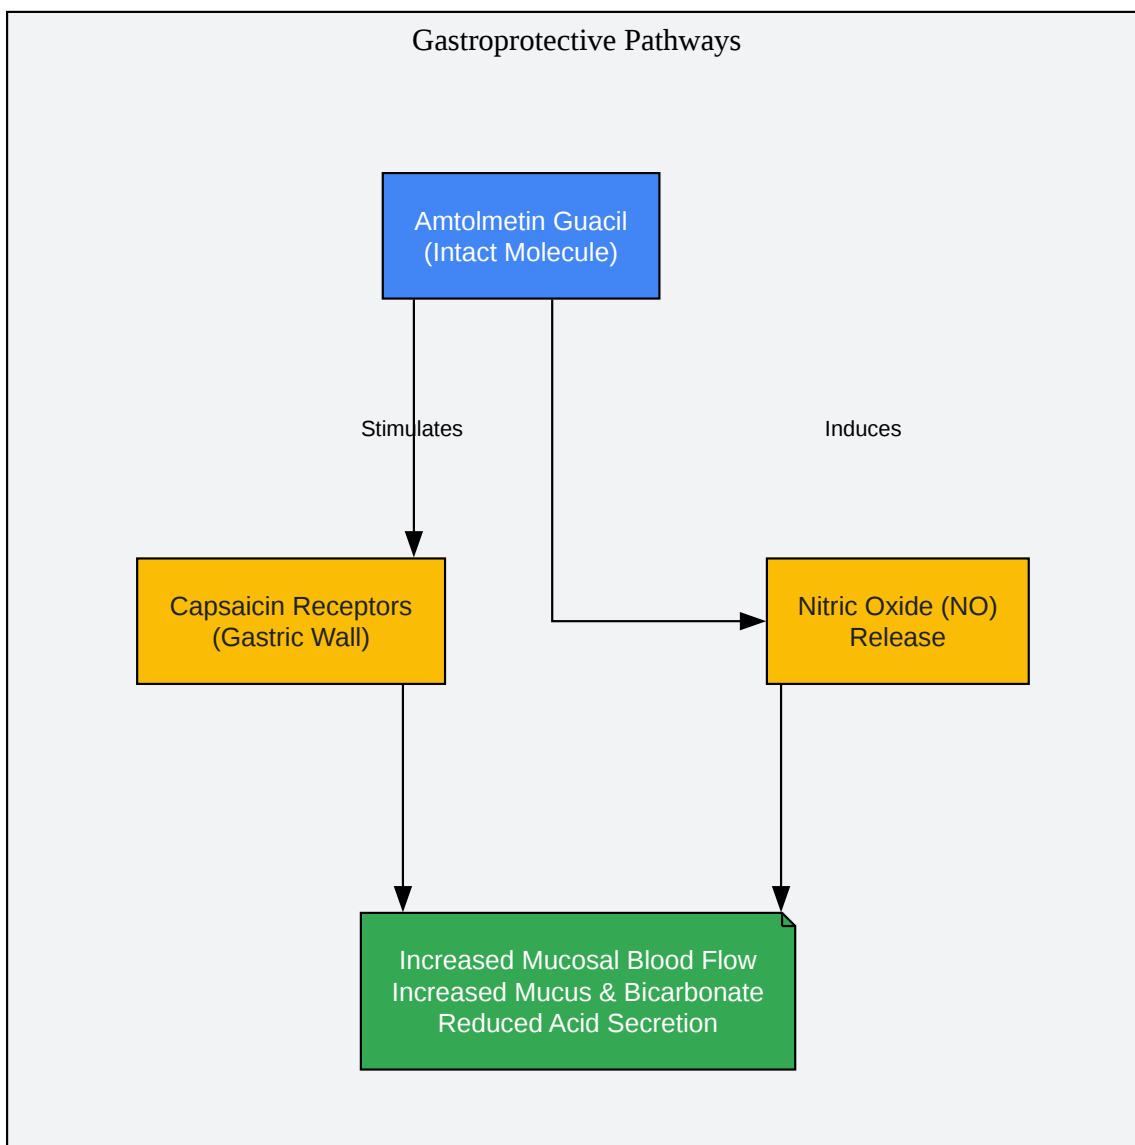 Gastroprotective Pathways
Amtolmetin Guacil
(Intact Molecule)
Stimulates
Induces
Capsaicin Receptors
(Gastric Wall)
Nitric Oxide (NO)
Release
Increased Mucosal Blood Flow
Increased Mucus & Bicarbonate
Reduced Acid Secretion